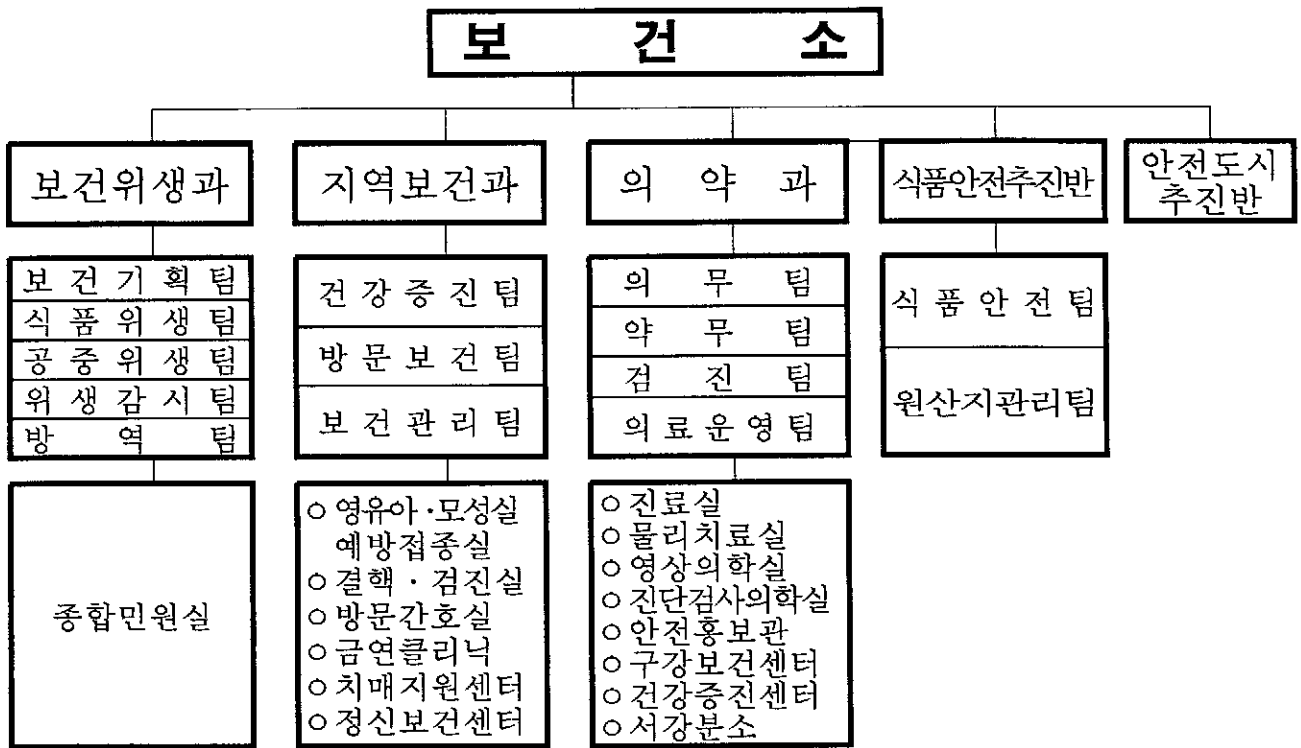 보건소
보건위생과
지역보건과
의약과
식품안전추진반
안전도시
추진반
보건기획팀
식품위생팀
공중위생팀
위생감시팀
방역팀
건강증진팀
방문보건팀
보건관리팀
의무팀
약무팀
검진팀
의료운영팀
식품안전팀
원산지관리팀
종합민원실
○ 영유아·모성실
예방접종실
○ 결핵·검진실
○ 방문간호실
○ 금연클리닉
○ 치매지원센터
○ 정신보건센터
○ 진료실
○ 물리치료실
○ 영상의학실
○ 진단검사의학실
○ 안전홍보관
○ 구강보건센터
○ 건강증진센터
○ 서강분소